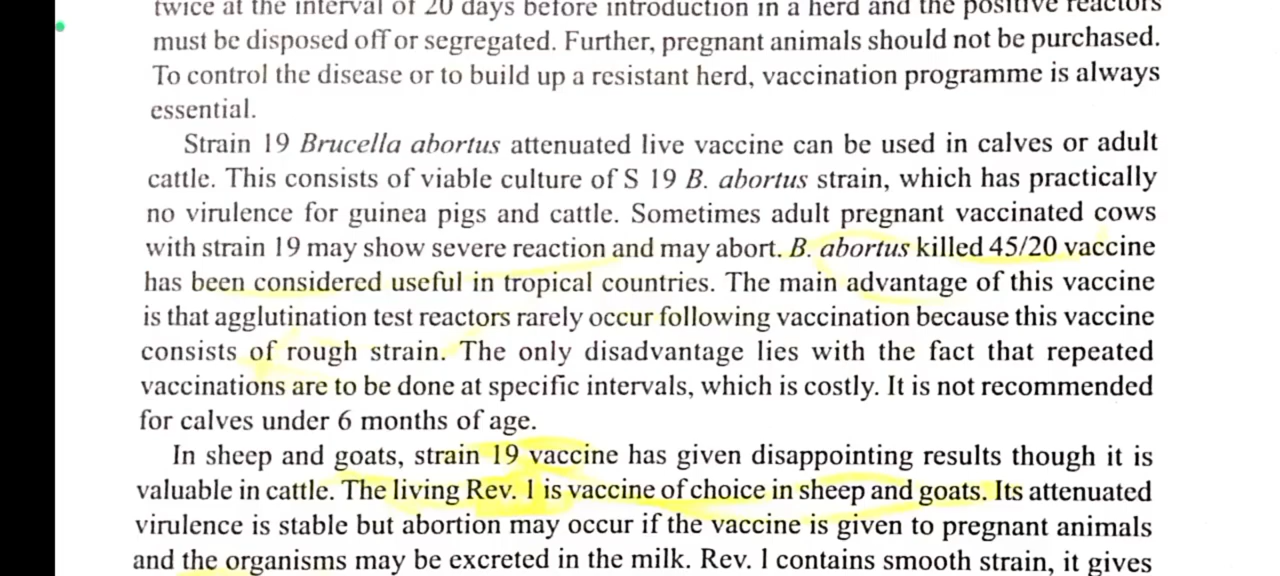 twice at the interval of 20 days before introduction in a herd and the positive reactors
must be disposed off or segregated. Further, pregnant animals should not be purchased.
To control the disease or to build up a resistant herd, vaccination programme is always
essential.
Strain 19 Brucella abortus attenuated live vaccine can be used in calves or adult
cattle. This consists of viable culture of S 19 B. abortus strain, which has practically
no virulence for guinea pigs and cattle. Sometimes adult pregnant vaccinated cows
with strain 19 may show severe reaction and may abort. B. abortus killed 45/20 vaccine
has been considered useful in tropical countries. The main advantage of this vaccine
is that agglutination test reactors rarely occur following vaccination because this vaccine
consists of rough strain. The only disadvantage lies with the fact that repeated
vaccinations are to be done at specific intervals, which is costly. It is not recommended
for calves under 6 months of age.
In sheep and goats, strain 19 vaccine has given disappointing results though it is
valuable in cattle. The living Rev. 1 is vaccine of choice in sheep and goats. Its attenuated
virulence is stable but abortion may occur if the vaccine is given to pregnant animals
and the organisms may be excreted in the milk. Rev. 1 contains smooth strain, it gives